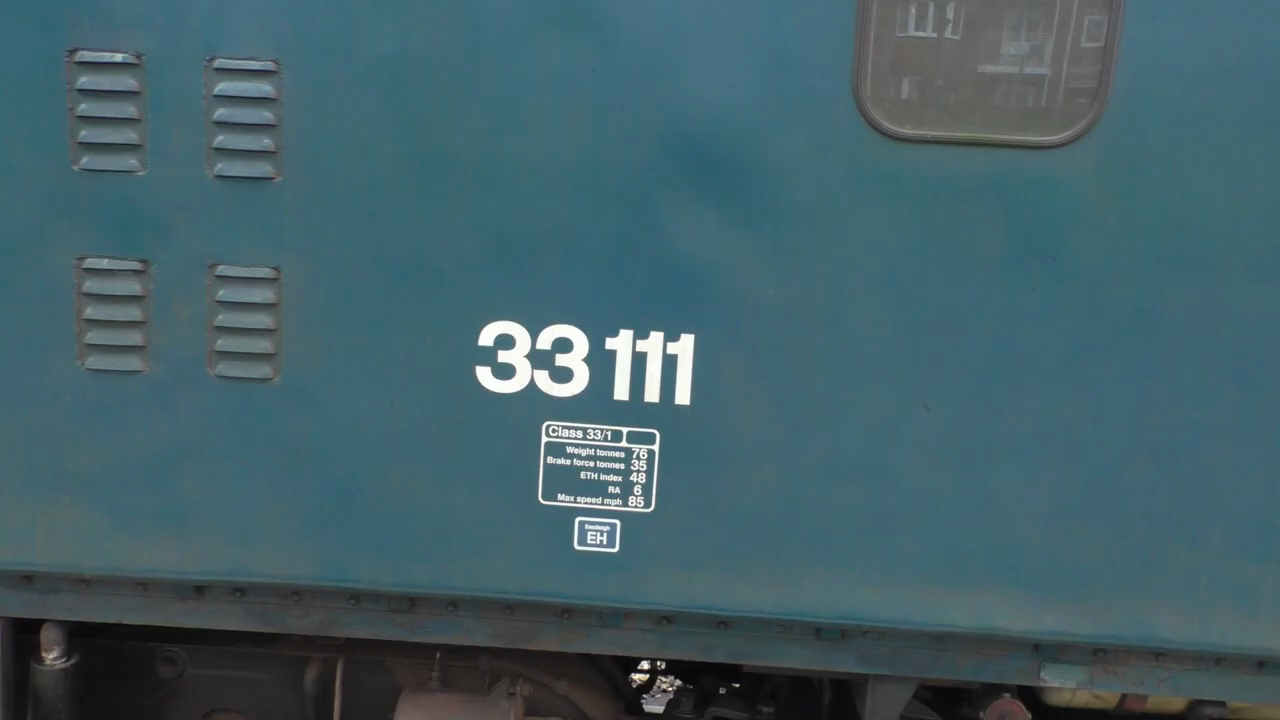 33 111
Class 33/1
Weight tonnes 76
Brake force tonnes 35
ETH index 48
RA 6
Max speed mph 85
Eastleigh
EH